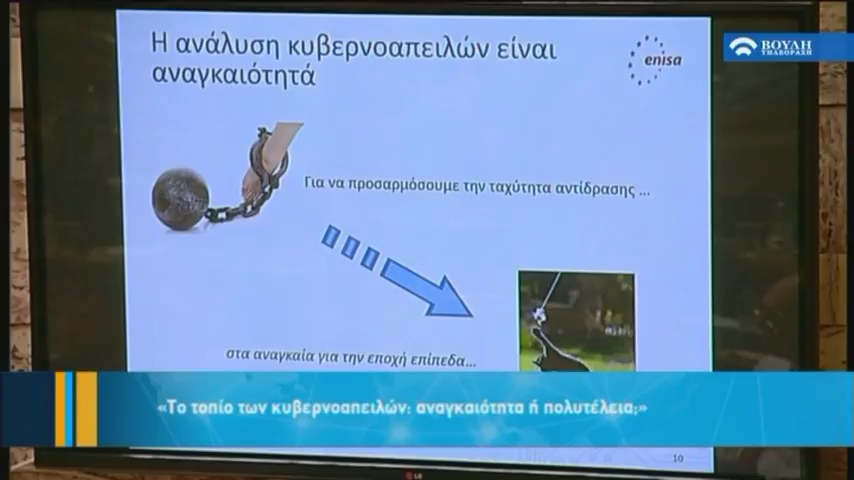 Η ανάλυση κυβερνοαπειλών είναι
αναγκαιότητά
enisa
ΒΟΥΛΗ
ΤΗΛΕΟΡΑΣΗ
Για να προσαρμόσουμε την ταχύτητα αντίδρασης ...
στα αναγκαία για την εποχή επίπεδα...
«Το τοπίο των κυβερνοαπειλών: αναγκαιότητα ή πολυτέλεια;»
10
LG